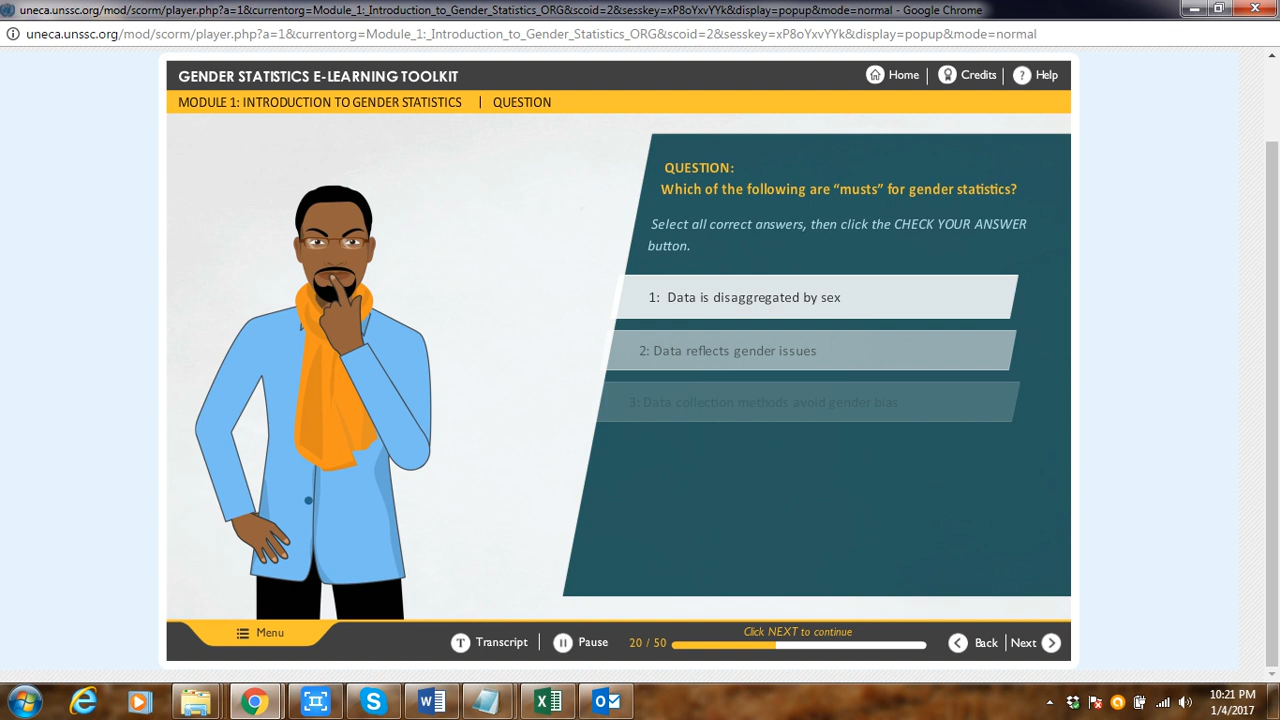 uneca.unssc.org/mod/scorm/player.php?a=1&currentorg=Module_1:_Introduction_to_Gender_Statistics_ORG&scoid=2&sesskey=xP8oYxvYYk&display=popup&mode=normal - Google Chrome
uneca.unssc.org/mod/scorm/player.php?a=1&currentorg=Module_1:_Introduction_to_Gender_Statistics_ORG&scoid=2&sesskey=xP8oYxvYYk&display=popup&mode=normal
GENDER STATISTICS E-LEARNING TOOLKIT
Home | Credits | ? Help
MODULE 1: INTRODUCTION TO GENDER STATISTICS | QUESTION
QUESTION:
Which of the following are “musts” for gender statistics?
Select all correct answers, then click the CHECK YOUR ANSWER
button.
1: Data is disaggregated by sex
2: Data reflects gender issues
3: Data collection methods avoid gender bias
Click NEXT to continue
Menu
T Transcript | Pause 20 / 50 Back | Next
10:21 PM
1/4/2017